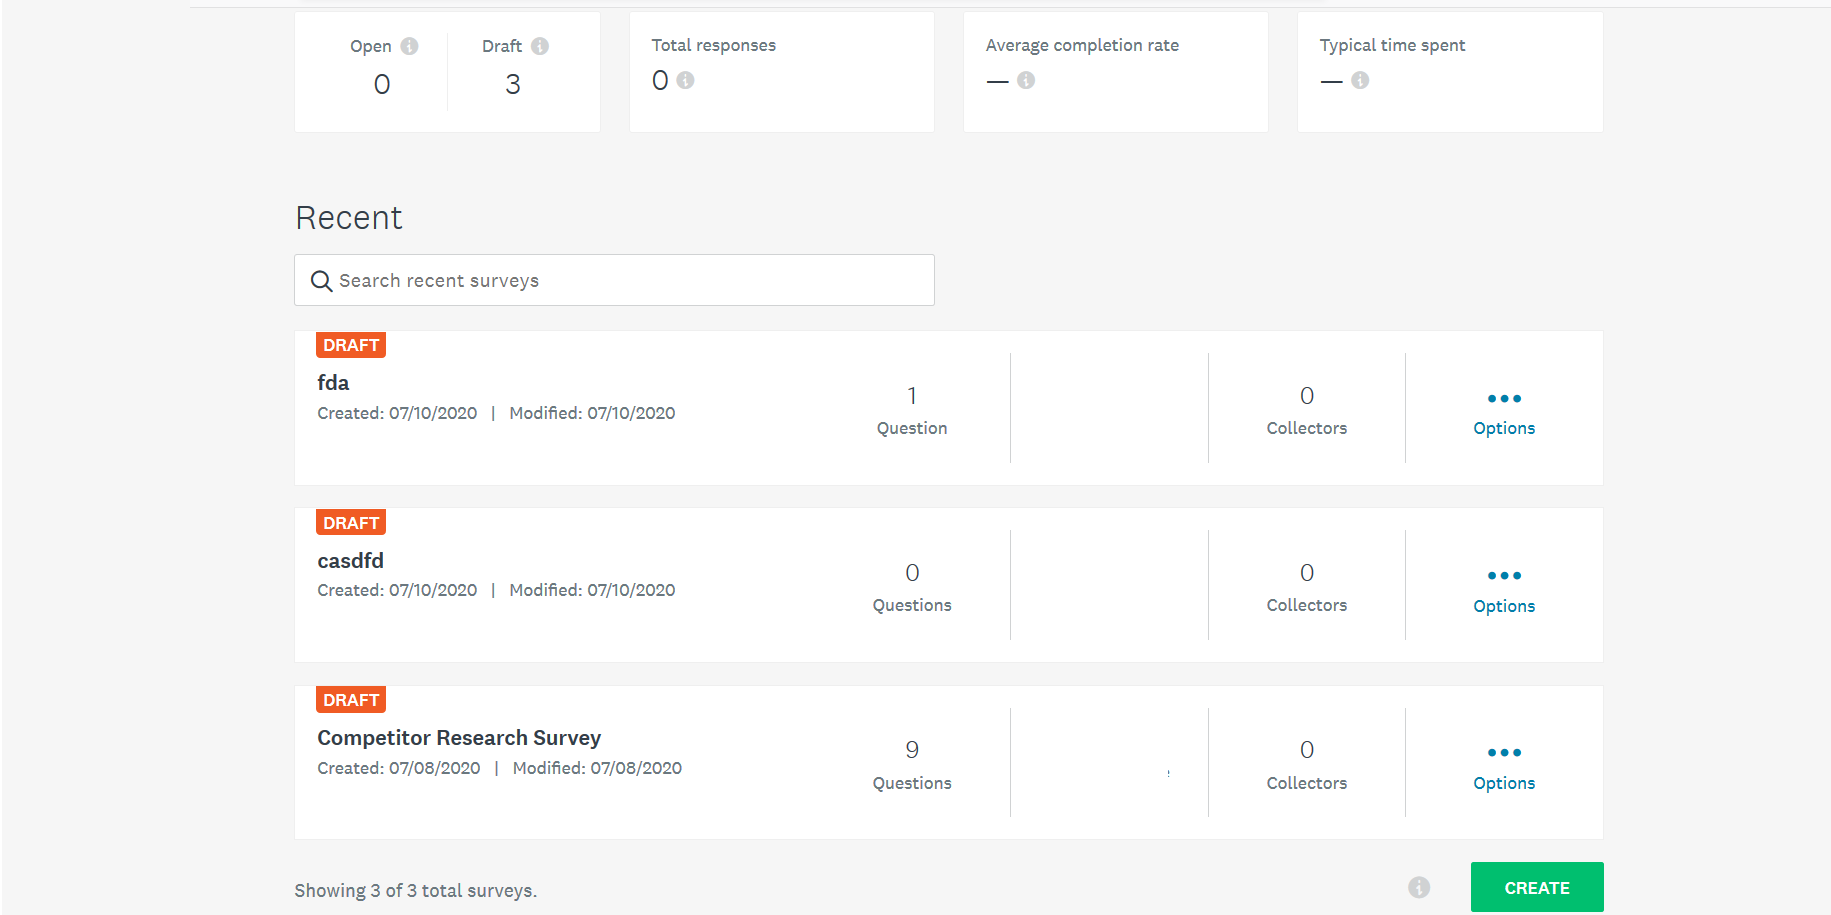 Open
0
Draft
3
Total responses
0
Average completion rate
—
Typical time spent
—
Recent
Search recent surveys
DRAFT
fda
Created: 07/10/2020 | Modified: 07/10/2020
1
Question
0
Collectors
Options
DRAFT
casdfd
Created: 07/10/2020 | Modified: 07/10/2020
0
Questions
0
Collectors
Options
DRAFT
Competitor Research Survey
Created: 07/08/2020 | Modified: 07/08/2020
9
Questions
0
Collectors
Options
Showing 3 of 3 total surveys.
CREATE